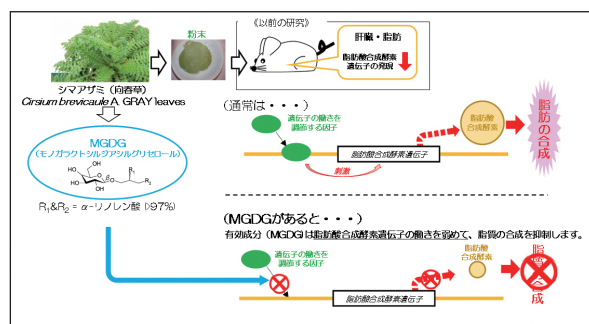 粉末
シマアザミ（向春草）
Cirsium brevicaule A. GRAY leaves
《以前の研究》
肝臓・脂肪
脂肪酸合成酵素
遺伝子の発現
MGDG
（モノガラクトシルジアシルグリセロール）
R1&R2 = α-リノレン酸 (>97%)
（通常は・・・）
遺伝子の働きを
調節する因子
刺激
脂肪酸合成酵素遺伝子
脂肪酸
合成酵素
脂肪の合成
（MGDGがあると・・・）
有効成分（MGDG）は脂肪酸合成酵素遺伝子の働きを弱めて、脂質の合成を抑制します。
遺伝子の働きを
調節する因子
脂肪酸合成酵素遺伝子
脂肪酸
合成酵素